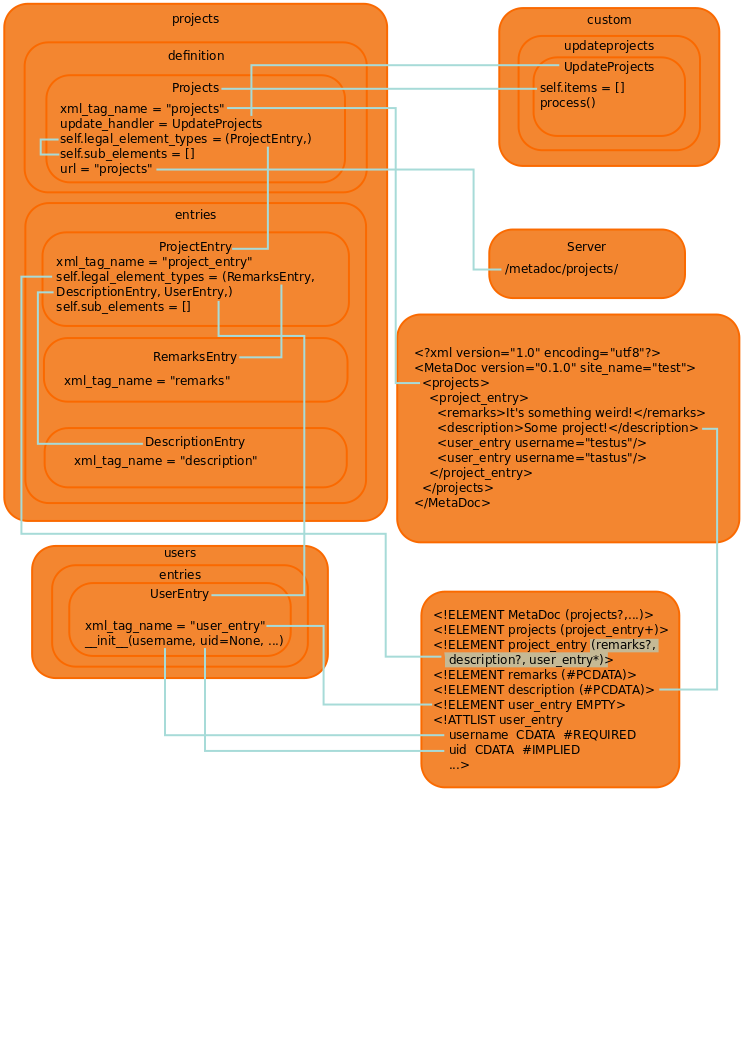 projects
definition
Projects
xml_tag_name = "projects"
update_handler = UpdateProjects
self.legal_element_types = (ProjectEntry,)
self.sub_elements = []
url = "projects"
entries
ProjectEntry
xml_tag_name = "project_entry"
self.legal_element_types = (RemarksEntry,
DescriptionEntry, UserEntry,)
self.sub_elements = []
RemarksEntry
xml_tag_name = "remarks"
DescriptionEntry
xml_tag_name = "description"
custom
updateprojects
UpdateProjects
self.items = []
process()
Server
/metadoc/projects/
<?xml version="1.0" encoding="utf8"?>
<MetaDoc version="0.1.0" site_name="test">
<projects>
<project_entry>
<remarks>It's something weird!</remarks>
<description>Some project!</description>
<user_entry username="testus"/>
<user_entry username="tastus"/>
</project_entry>
</projects>
</MetaDoc>
users
entries
UserEntry
xml_tag_name = "user_entry"
__init__(username, uid=None, ...)
<!ELEMENT MetaDoc (projects?,...)>
<!ELEMENT projects (project_entry+)>
<!ELEMENT project_entry (remarks?,
description?, user_entry*)>
<!ELEMENT remarks (#PCDATA)>
<!ELEMENT description (#PCDATA)>
<!ELEMENT user_entry EMPTY>
<!ATTLIST user_entry
username CDATA #REQUIRED
uid CDATA #IMPLIED
...>